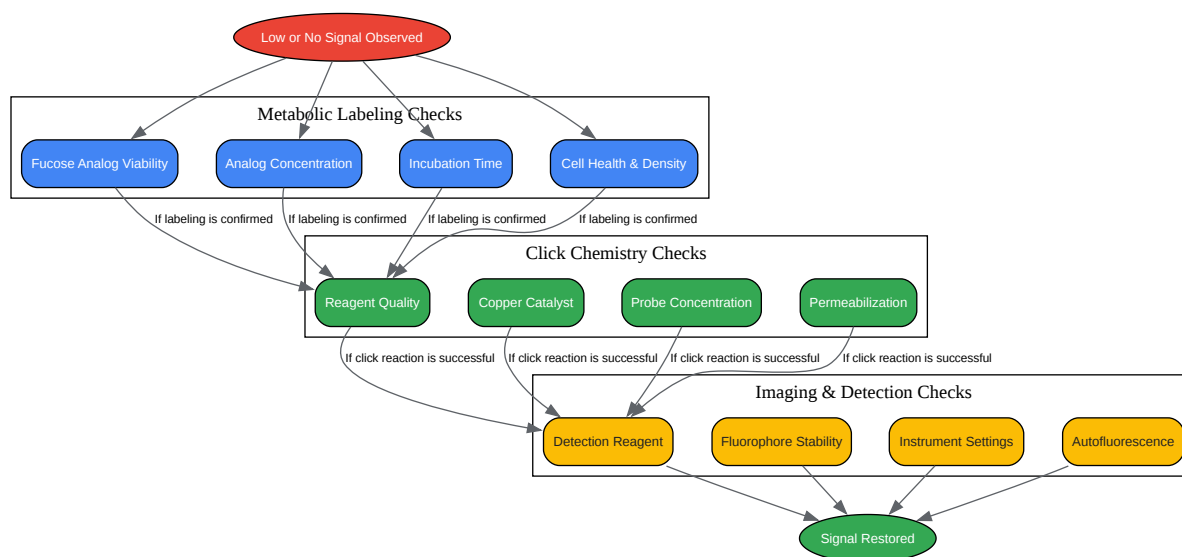 Low or No Signal Observed
Metabolic Labeling Checks
Fucose Analog Viability
Analog Concentration
Incubation Time
Cell Health & Density
If labeling is confirmed
If labeling is confirmed
If labeling is confirmed
If labeling is confirmed
Click Chemistry Checks
Reagent Quality
Copper Catalyst
Probe Concentration
Permeabilization
If click reaction is successful
If click reaction is successful
If click reaction is successful
If click reaction is successful
Imaging & Detection Checks
Detection Reagent
Fluorophore Stability
Instrument Settings
Autofluorescence
Signal Restored